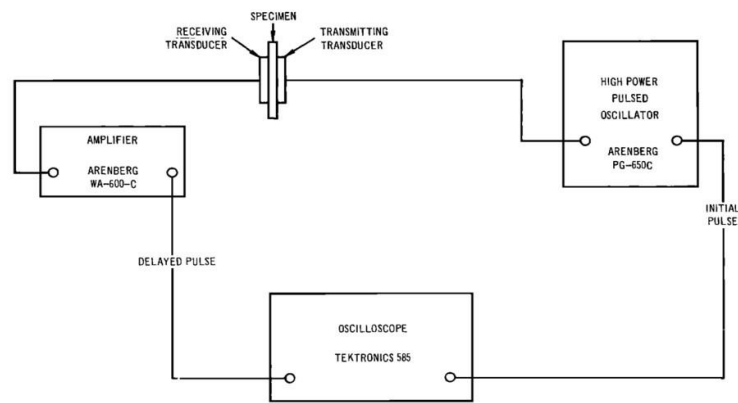 SPECIMEN
RECEIVING
TRANSDUCER
TRANSMITTING
TRANSDUCER
HIGH POWER
PULSED
OSCILLATOR
ARENBERG
PG-650C
AMPLIFIER
ARENBERG
WA-600-C
INITIAL
PULSE
DELAYED PULSE
OSCILLOSCOPE
TEKTRONICS 585